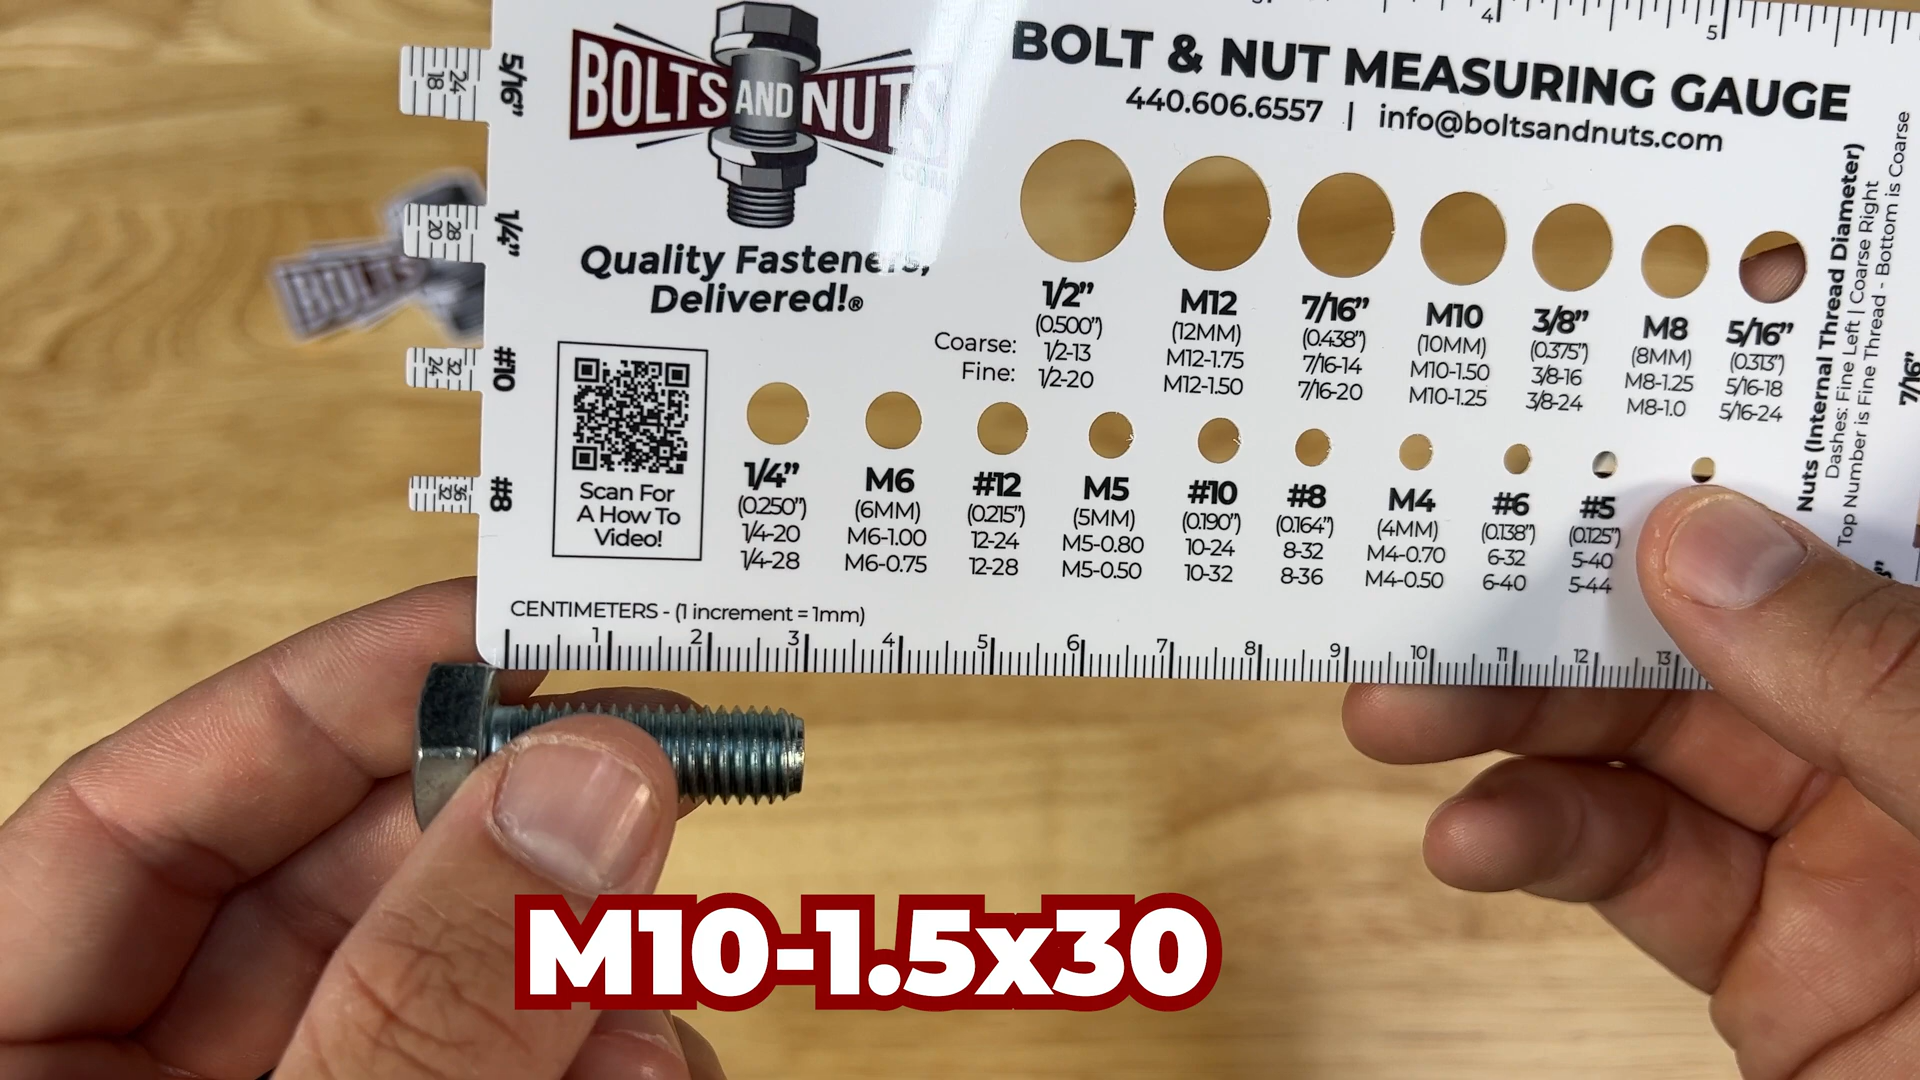 BOLTS AND NUTS
.COM
Quality Fasteners,
Delivered!®
Scan For
A How To
Video!
BOLT & NUT MEASURING GAUGE
440.606.6557 | info@boltsandnuts.com
4 5
Coarse:
Fine:
1/2"
(0.500")
1/2-13
1/2-20
M12
(12MM)
M12-1.75
M12-1.50
7/16"
(0.438")
7/16-14
7/16-20
M10
(10MM)
M10-1.50
M10-1.25
3/8"
(0.375")
3/8-16
3/8-24
M8
(8MM)
M8-1.25
M8-1.0
5/16"
(0.313")
5/16-18
5/16-24
1/4"
(0.250")
1/4-20
1/4-28
M6
(6MM)
M6-1.00
M6-0.75
#12
(0.215")
12-24
12-28
M5
(5MM)
M5-0.80
M5-0.50
#10
(0.190")
10-24
10-32
#8
(0.164")
8-32
8-36
M4
(4MM)
M4-0.70
M4-0.50
#6
(0.138")
6-32
6-40
#5
(0.125")
5-40
5-44
5/16"
24
18
1/4"
28
20
#10
32
24
#8
36
32
Nuts (Internal Thread Diameter)
Dashes: Fine Left | Coarse Right
Top Number is Fine Thread - Bottom is Coarse
7/16"
CENTIMETERS - (1 increment = 1mm)
1 2 3 4 5 6 7 8 9 10 11 12 13
BOLTS
M10-1.5x30